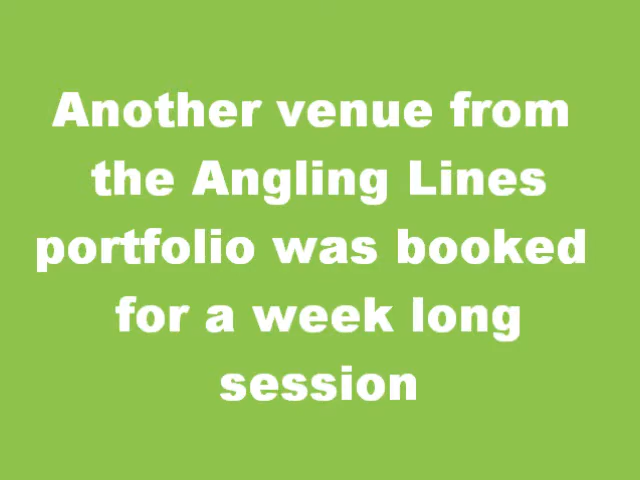 Another venue from
the Angling Lines
portfolio was booked
for a week long
session